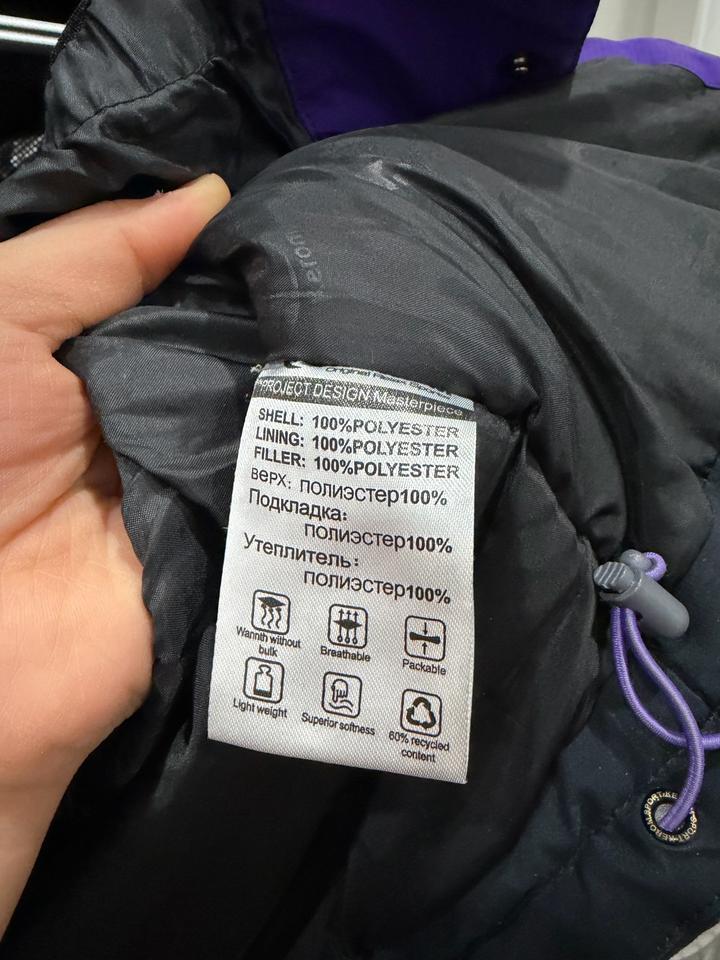 PROJECT DESIGN Masterpiece
SHELL: 100%POLYESTER
LINING: 100%POLYESTER
FILLER: 100%POLYESTER
верх: полиэстер100%
Подкладка:
полиэстер100%
Утеплитель:
полиэстер100%
Wannth without
bulk
Breathable
Packable
Light weight
Superior softness
60% recycled
content